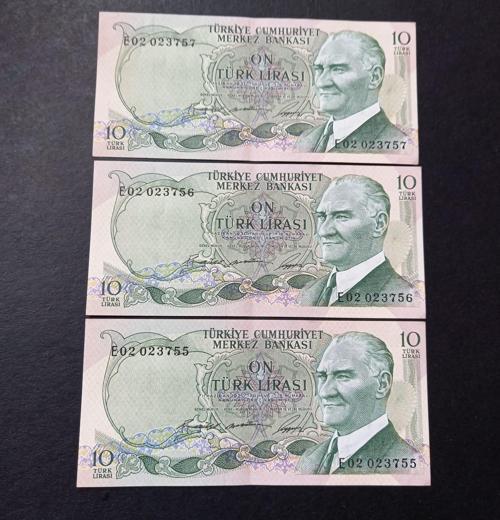 TÜRKİYE CUMHURİYET
MERKEZ BANKASI
10
TÜRK
LİRASI
E02 023757
ON
TÜRK LİRASI
10
TÜRK
LİRASI
E02 023757
TÜRKİYE CUMHURİYET
MERKEZ BANKASI
10
TÜRK
LİRASI
E02 023756
ON
TÜRK LİRASI
10
TÜRK
LİRASI
E02 023756
TÜRKİYE CUMHURİYET
MERKEZ BANKASI
10
TÜRK
LİRASI
E02 023755
ON
TÜRK LİRASI
10
TÜRK
LİRASI
E02 023755